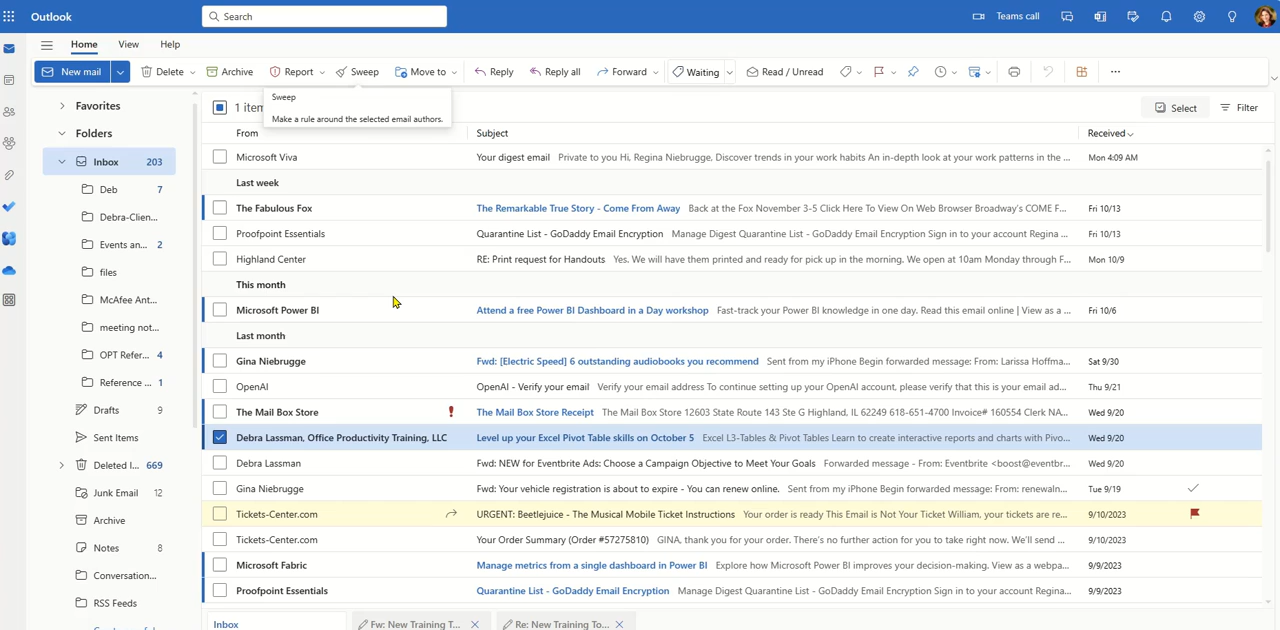 Outlook
Search
Teams call
Home View Help
New mail Delete Archive Report Sweep Move to Reply Reply all Forward Waiting Read / Unread
Sweep
Make a rule around the selected email authors.
Favorites
Folders
Inbox 203
Deb 7
Debra-Clien...
Events an... 2
files
McAfee Ant...
meeting not...
OPT Refer... 4
Reference ... 1
Drafts 9
Sent Items
Deleted I... 669
Junk Email 12
Archive
Notes 8
Conversation...
RSS Feeds
1 item
Select Filter
From Subject Received
Microsoft Viva Your digest email Private to you Hi, Regina Niebrugge, Discover trends in your work habits An in-depth look at your work patterns in the ... Mon 4:09 AM
Last week
The Fabulous Fox The Remarkable True Story - Come From Away Back at the Fox November 3-5 Click Here To View On Web Browser Broadway's COME F... Fri 10/13
Proofpoint Essentials Quarantine List - GoDaddy Email Encryption Manage Digest Quarantine List - GoDaddy Email Encryption Sign in to your account Regina ... Fri 10/13
Highland Center RE: Print request for Handouts Yes. We will have them printed and ready for pick up in the morning. We open at 10am Monday through F... Mon 10/9
This month
Microsoft Power BI Attend a free Power BI Dashboard in a Day workshop Fast-track your Power BI knowledge in one day. Read this email online | View as a ... Fri 10/6
Last month
Gina Niebrugge Fwd: [Electric Speed] 6 outstanding audiobooks you recommend Sent from my iPhone Begin forwarded message: From: Larissa Hoffma... Sat 9/30
OpenAI OpenAI - Verify your email Verify your email address To continue setting up your OpenAI account, please verify that this is your email ad... Thu 9/21
The Mail Box Store The Mail Box Store Receipt The Mail Box Store 12603 State Route 143 Ste G Highland, IL 62249 618-651-4700 Invoice# 160554 Clerk NA... Wed 9/20
Debra Lassman, Office Productivity Training, LLC Level up your Excel Pivot Table skills on October 5 Excel L3-Tables & Pivot Tables Learn to create interactive reports and charts with Pivo... Wed 9/20
Debra Lassman Fwd: NEW for Eventbrite Ads: Choose a Campaign Objective to Meet Your Goals Forwarded message - From: Eventbrite <boost@eventbr... Wed 9/20
Gina Niebrugge Fwd: Your vehicle registration is about to expire - You can renew online. Sent from my iPhone Begin forwarded message: From: renewaln... Tue 9/19
Tickets-Center.com URGENT: Beetlejuice - The Musical Mobile Ticket Instructions Your order is ready This Email is Not Your Ticket William, your tickets are re... 9/10/2023
Tickets-Center.com Your Order Summary (Order #57275810) GINA, thank you for your order. There's no further action for you to take right now. We'll send ... 9/10/2023
Microsoft Fabric Manage metrics from a single dashboard in Power BI Explore how Microsoft Power BI improves your decision-making. View as a webpa... 9/9/2023
Proofpoint Essentials Quarantine List - GoDaddy Email Encryption Manage Digest Quarantine List - GoDaddy Email Encryption Sign in to your account Regina... 9/9/2023
Inbox Fw: New Training T... Re: New Training To...